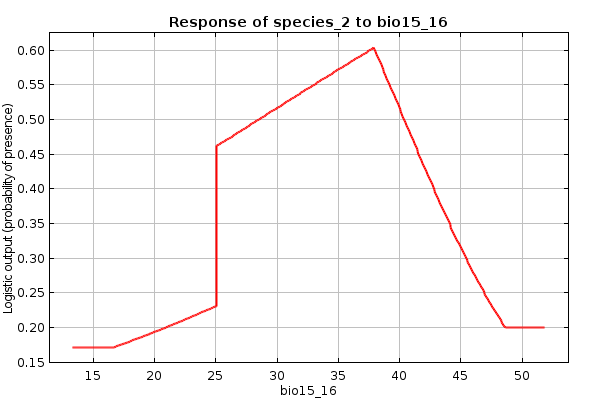 Response of species_2 to bio15_16
Logistic output (probability of presence)
0.60
0.55
0.50
0.45
0.40
0.35
0.30
0.25
0.20
0.15
15 20 25 30 35 40 45 50
bio15_16